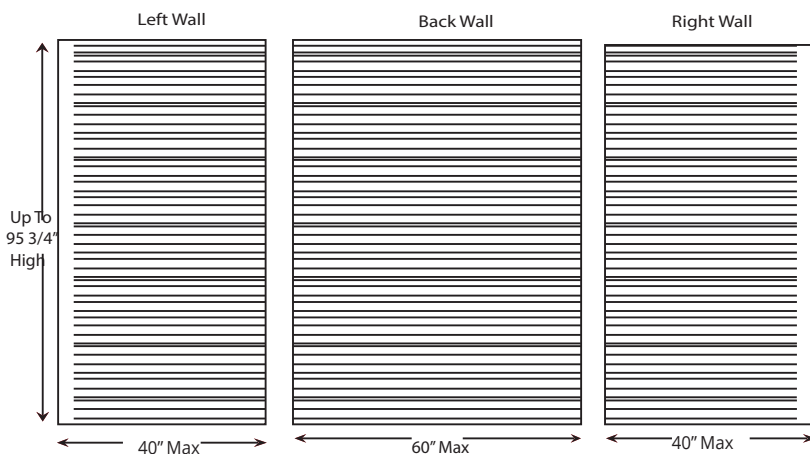 Left Wall
Back Wall
Right Wall
Up To
95 3/4”
High
40” Max
60” Max
40” Max